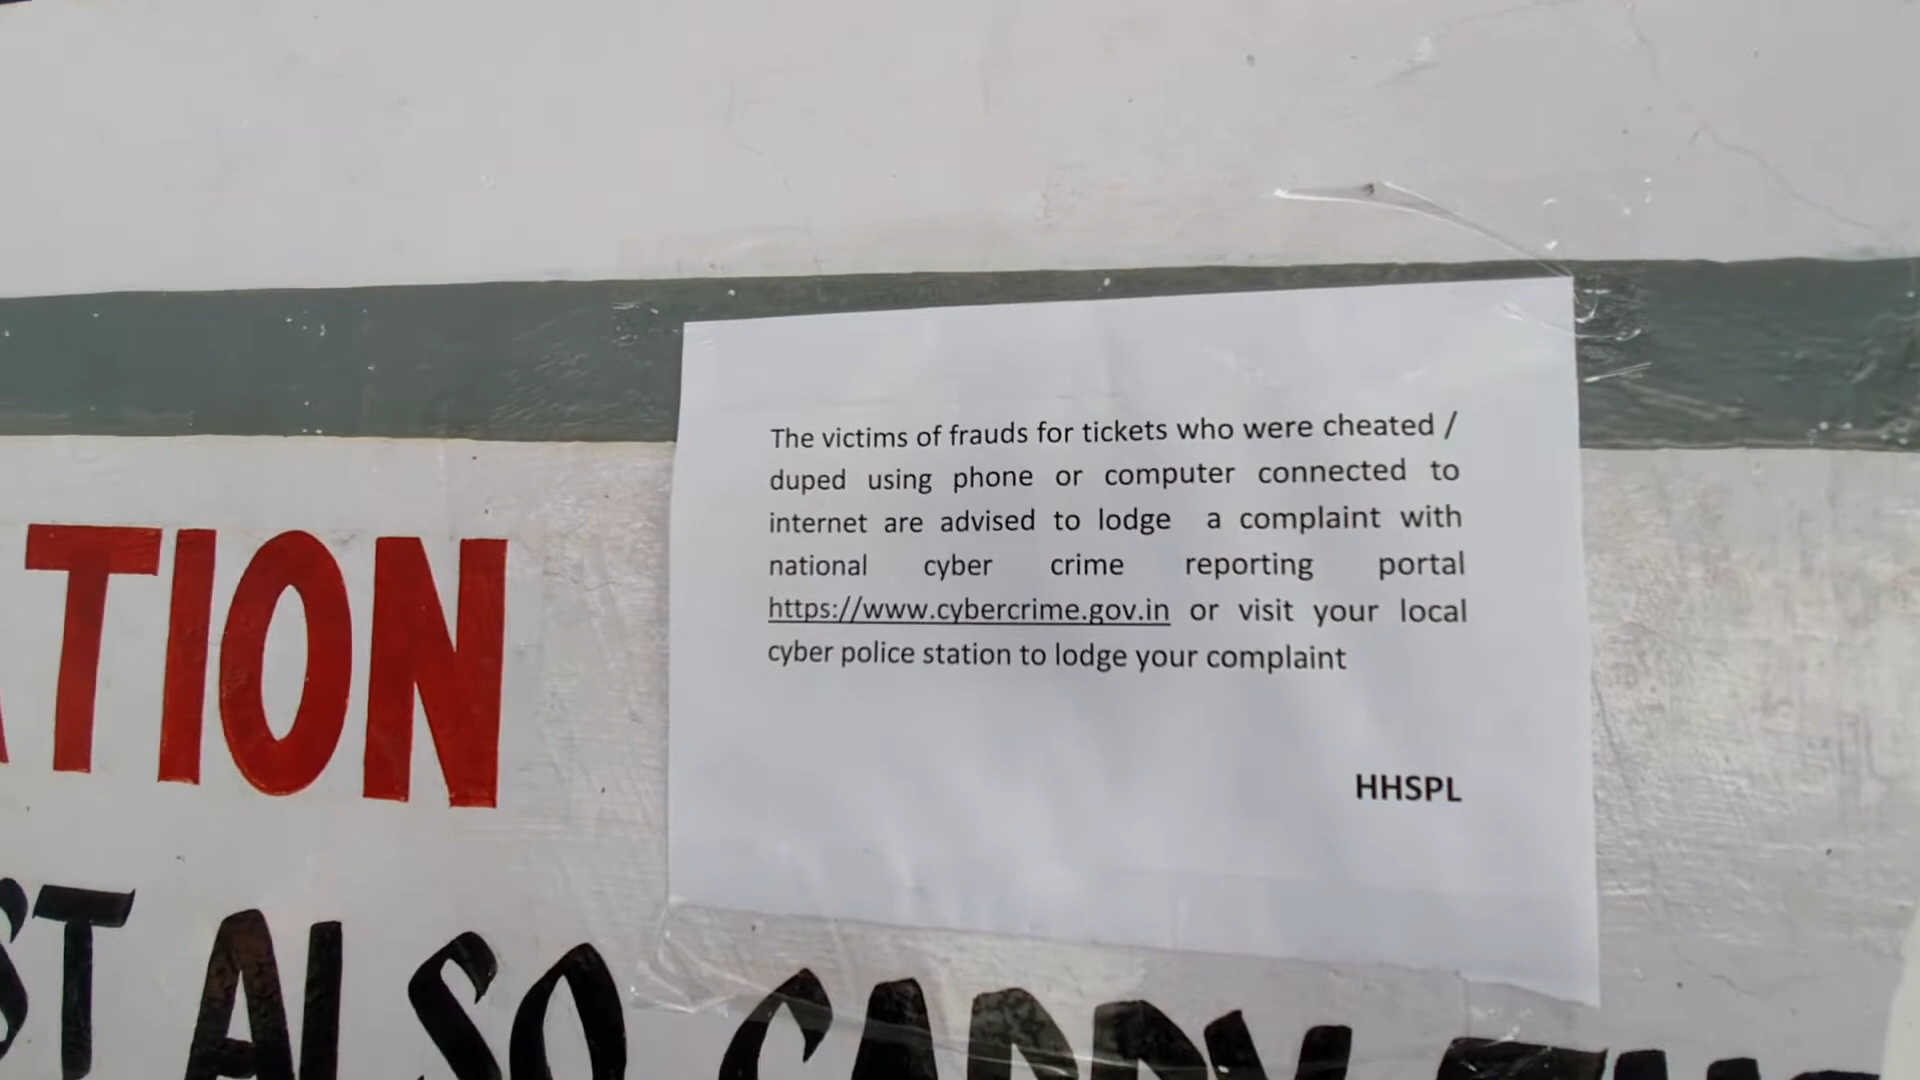 The victims of frauds for tickets who were cheated /
duped using phone or computer connected to
internet are advised to lodge a complaint with
national cyber crime reporting portal
https://www.cybercrime.gov.in or visit your local
cyber police station to lodge your complaint
HHSPL
TION
ST ALSO CARRY